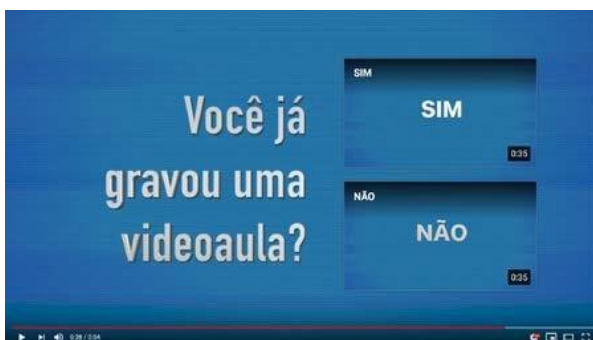 Você já
gravou uma
videoaula?
SIM
SIM
0:35
NÃO
NÃO
0:35